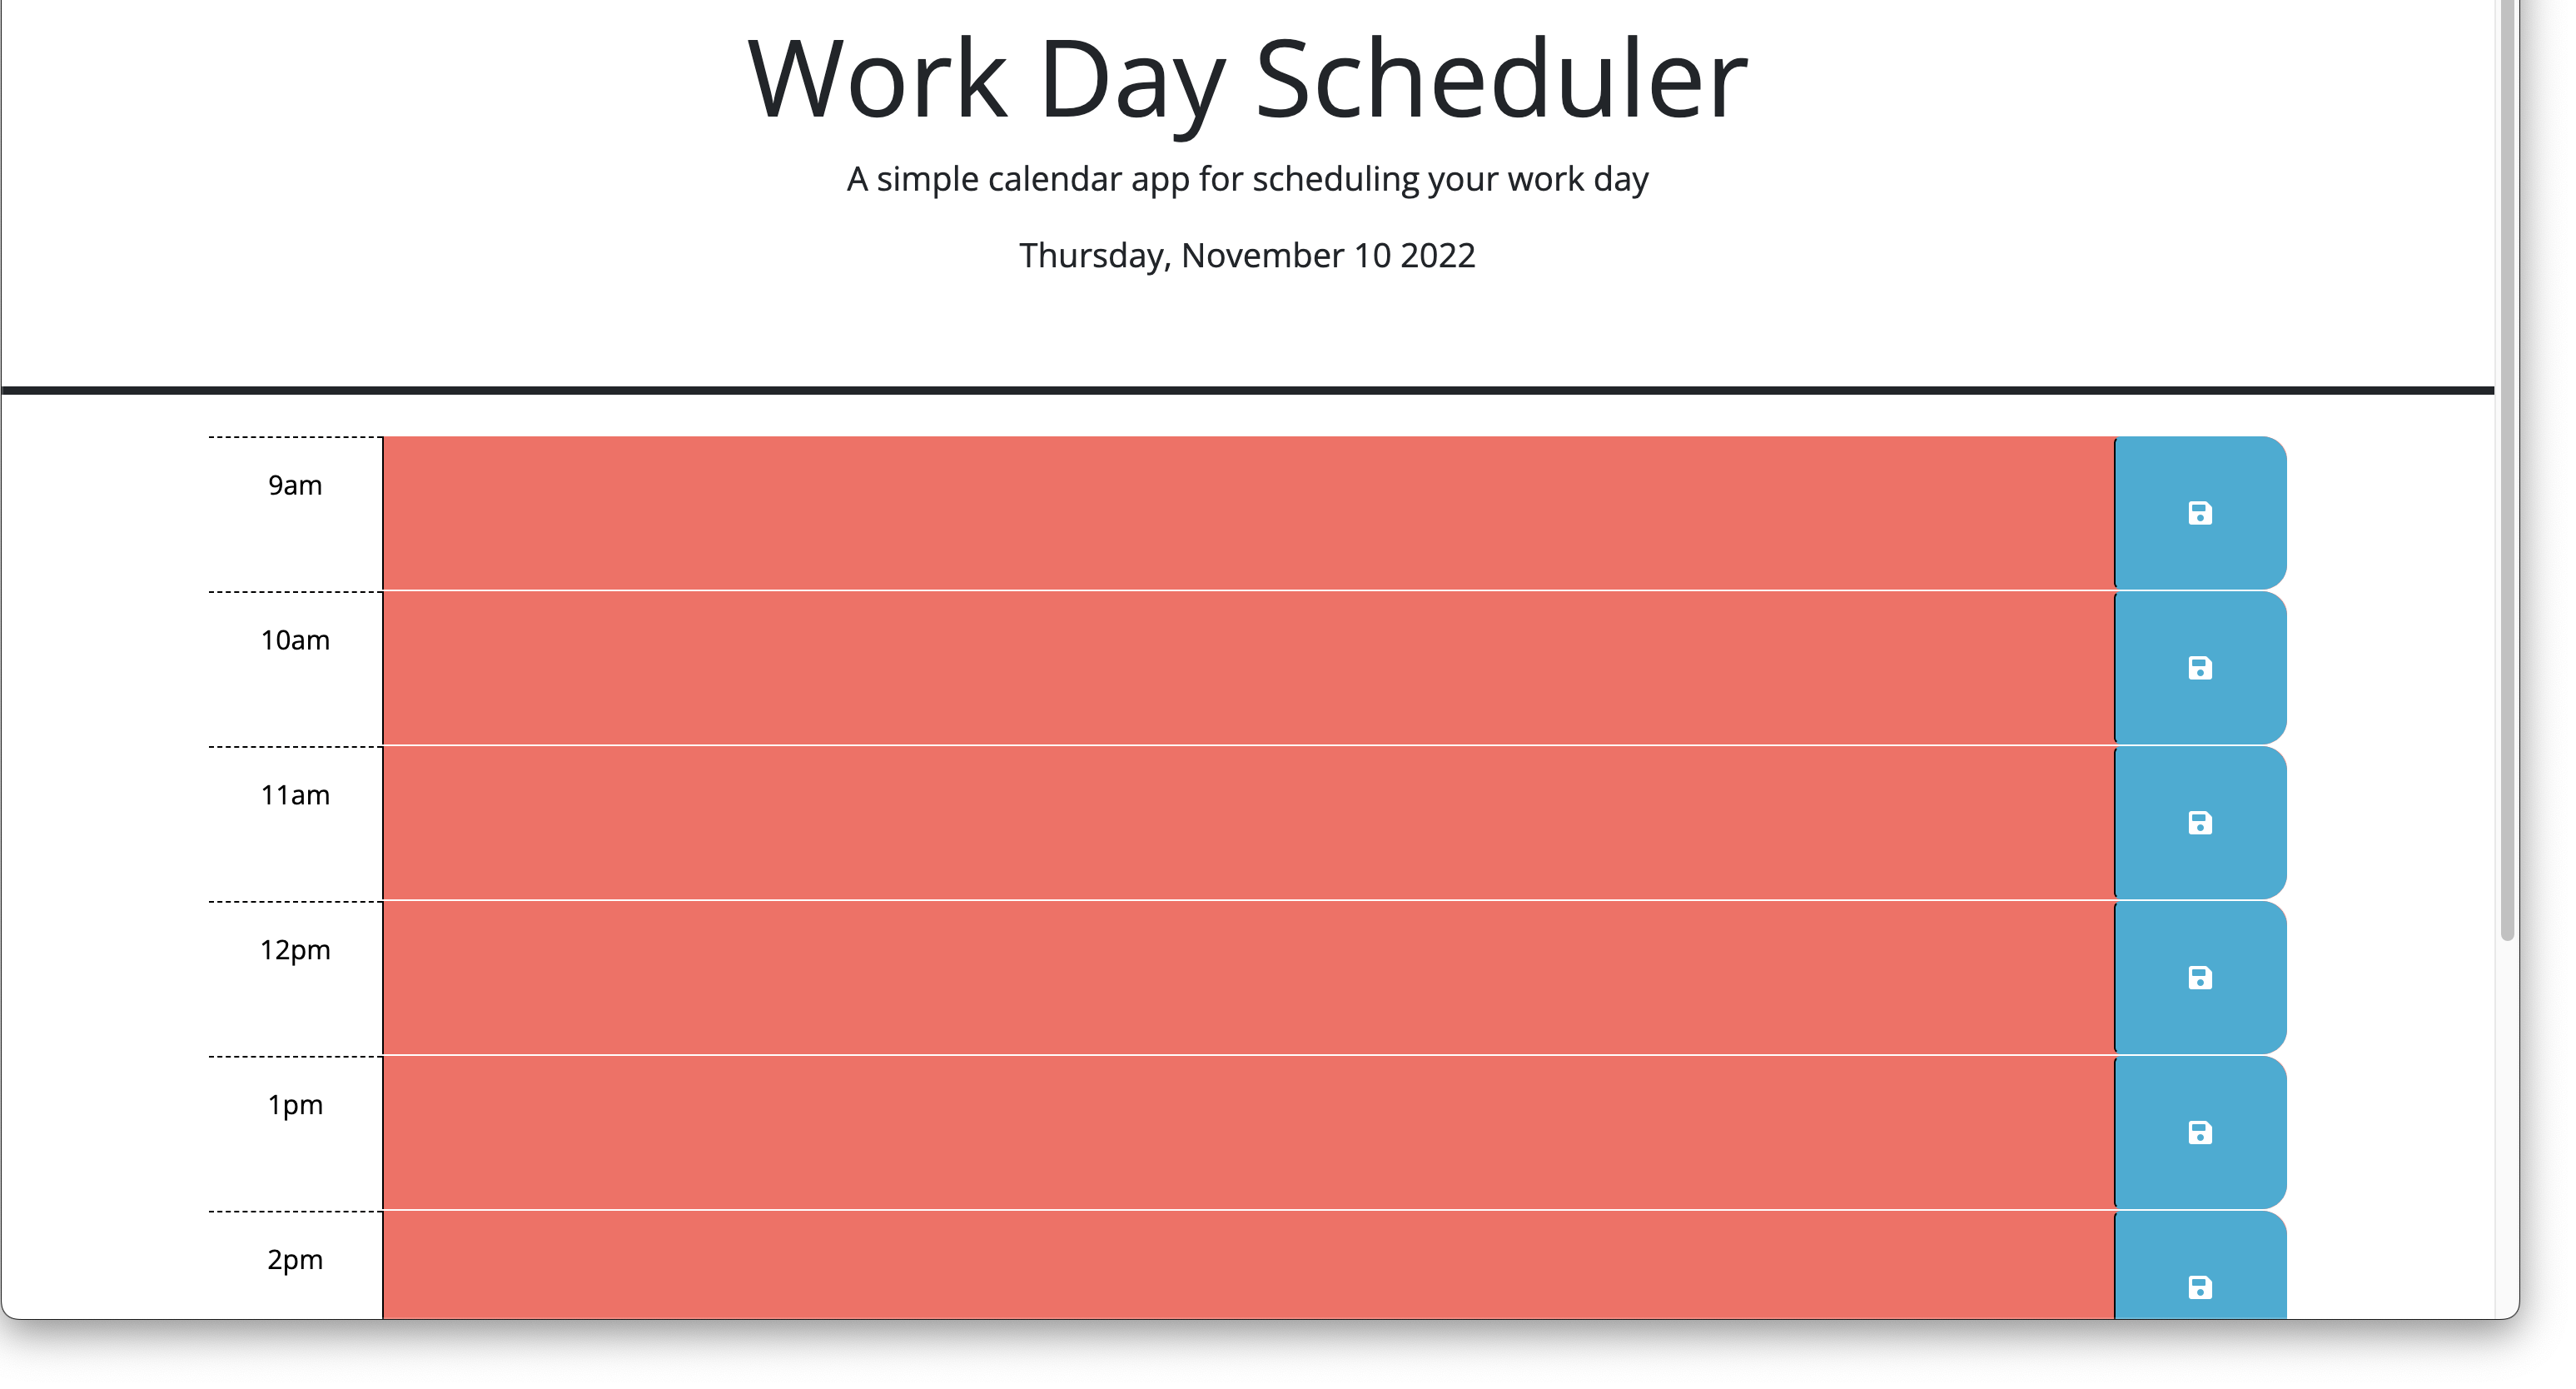 Work Day Scheduler
A simple calendar app for scheduling your work day
Thursday, November 10 2022
9am
10am
11am
12pm
1pm
2pm